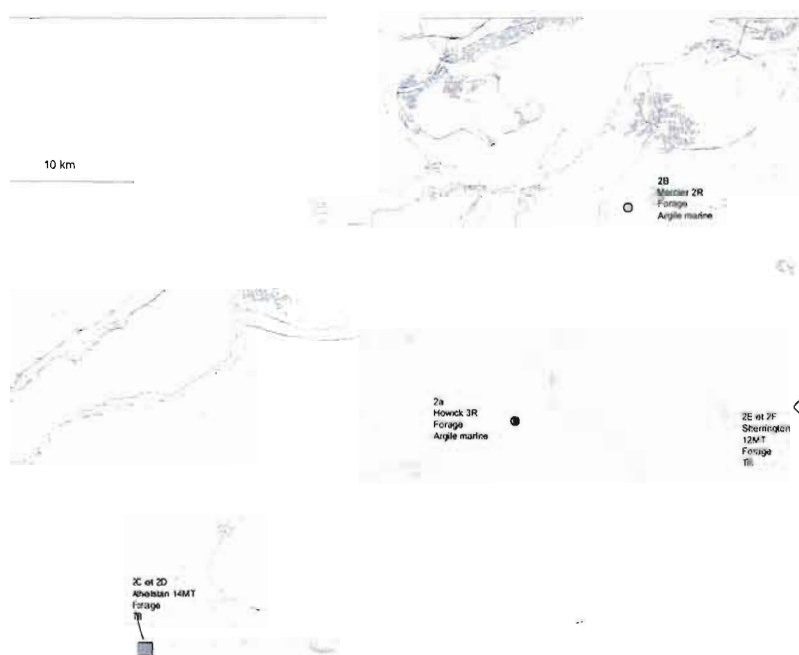 10 km
2B
Mercier 2R
Forage
Argile marine
2a
Howick 3R
Forage
Argile marine
2E et 2F
Sherrington
12MT
Forage
Till
2C et 2D
Athelstan 14MT
Forage
Till